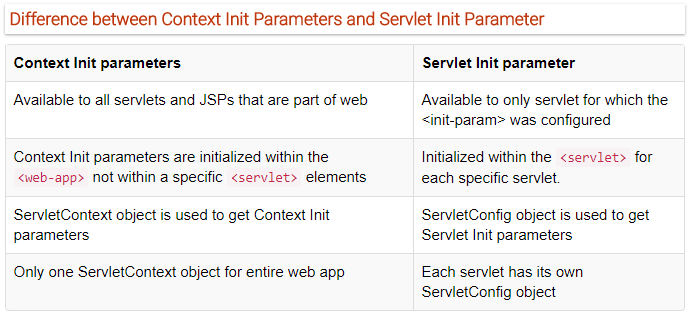 Difference between Context Init Parameters and Servlet Init Parameter
Context Init parameters
Servlet Init parameter
Available to all servlets and JSPs that are part of web
Available to only servlet for which the
<init-param> was configured
Context Init parameters are initialized within the
<web-app> not within a specific <servlet> elements
Initialized within the <servlet> for
each specific servlet.
ServletContext object is used to get Context Init
parameters
ServletConfig object is used to get
Servlet Init parameters
Only one ServletContext object for entire web app
Each servlet has its own
ServletConfig object